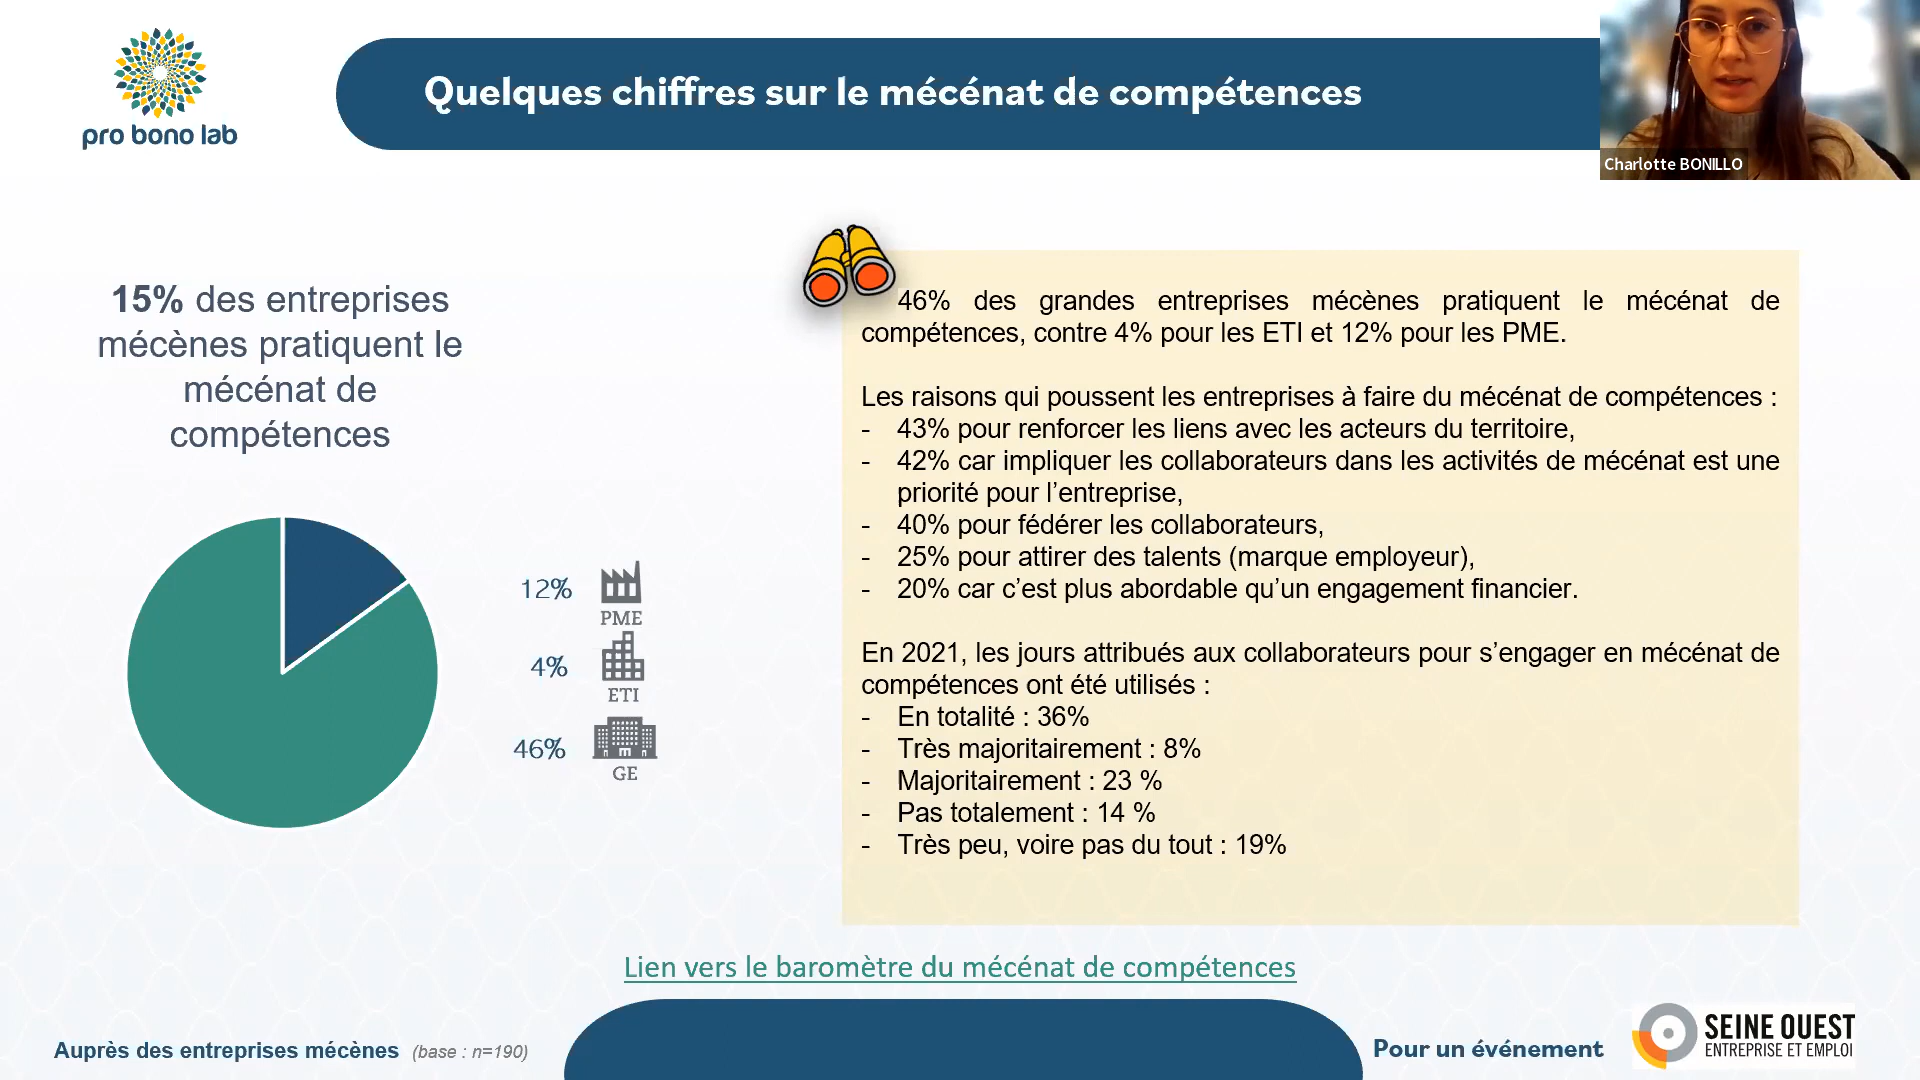 pro bono lab
Quelques chiffres sur le mécénat de compétences
Charlotte BONILLO
15% des entreprises
mécènes pratiquent le
mécénat de
compétences
12%
PME
4%
ETI
46%
GE
46% des grandes entreprises mécènes pratiquent le mécénat de
compétences, contre 4% pour les ETI et 12% pour les PME.
Les raisons qui poussent les entreprises à faire du mécénat de compétences :
- 43% pour renforcer les liens avec les acteurs du territoire,
- 42% car impliquer les collaborateurs dans les activités de mécénat est une
priorité pour l’entreprise,
- 40% pour fédérer les collaborateurs,
- 25% pour attirer des talents (marque employeur),
- 20% car c’est plus abordable qu’un engagement financier.
En 2021, les jours attribués aux collaborateurs pour s’engager en mécénat de
compétences ont été utilisés :
- En totalité : 36%
- Très majoritairement : 8%
- Majoritairement : 23 %
- Pas totalement : 14 %
- Très peu, voire pas du tout : 19%
Lien vers le baromètre du mécénat de compétences
Auprès des entreprises mécènes (base : n=190)
Pour un événement
SEINE OUEST
ENTREPRISE ET EMPLOI